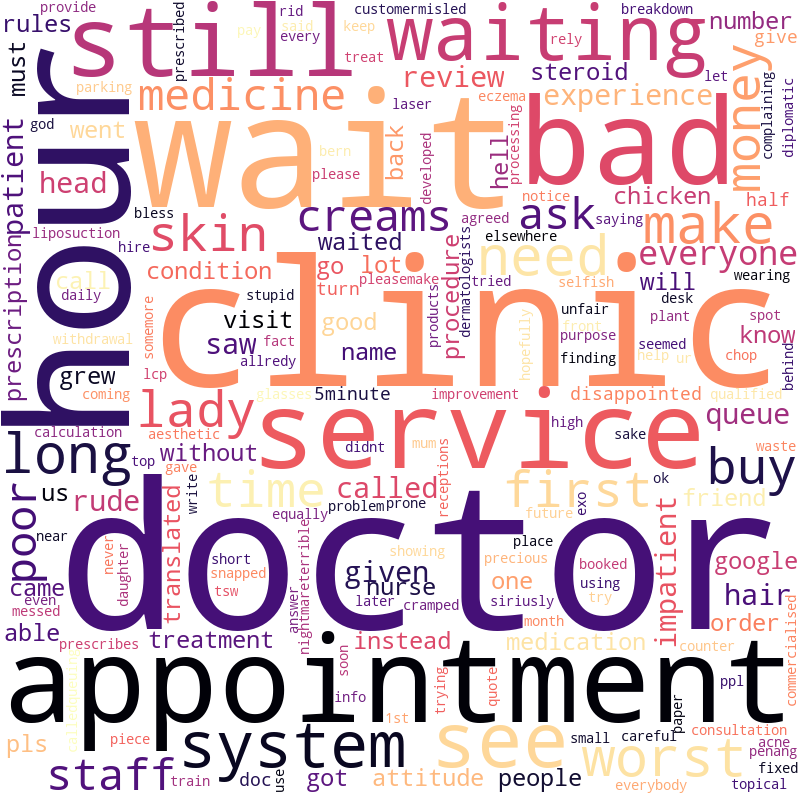 provide
rules
still
rid
said
pay
every
prescribed
customermisled
keep
treat
breakdown
rely
waiting
number
let
give
must
medicine
review
steroid
experience
money
complaining
diplomatic
god
went
parking
hour
wait
laser
eczema
bad
patient
bern
please
back
developed
hell
processing
notice
head
bless
creams
agreed
ask
saying
chicken
half
liposuction
hire
skin
waited
elsewhere
make
prescription
call
daily
condition
go
lot
pleasemake
procedure
dermatologists
tried
need
selfish
everyone
will
wearing
stupid
turn
products
unfair
desk
withdrawal
somemore
visit
good
front
purpose
plant
spot
saw
fact
name
hopefully
seemed
know
behind
allredy
clinic
finding
help
ur
chop
grew
lcp
coming
glasses
5minute
improvement
disappointed
qualified
lady
service
high
queue
calculation
aesthetic
without
didnt
sake
long
top
gave
mum
receptions
waste
buy
us
time
called
first
ok
poor
rude
write
equally
problem
prone
future
exo
friend
near
translated
doctor
place
impatient
never
daughter
short
snapped
tsw
showing
given
nurse
precious
one
booked
using
try
google
came
even
messed
answer
nightmareterrible
later
cramped
siriusly
month
hair
able
prescribes
treatment
instead
medication
order
counter
commercialised
appointment
soon
info
trying
quote
ppl
pls
calledqueuing
piece
system
1st
see
small
careful
paper
consultation
acne
penang
worst
staff
train
doc
use
got
attitude
people
everybody
fixed
topical